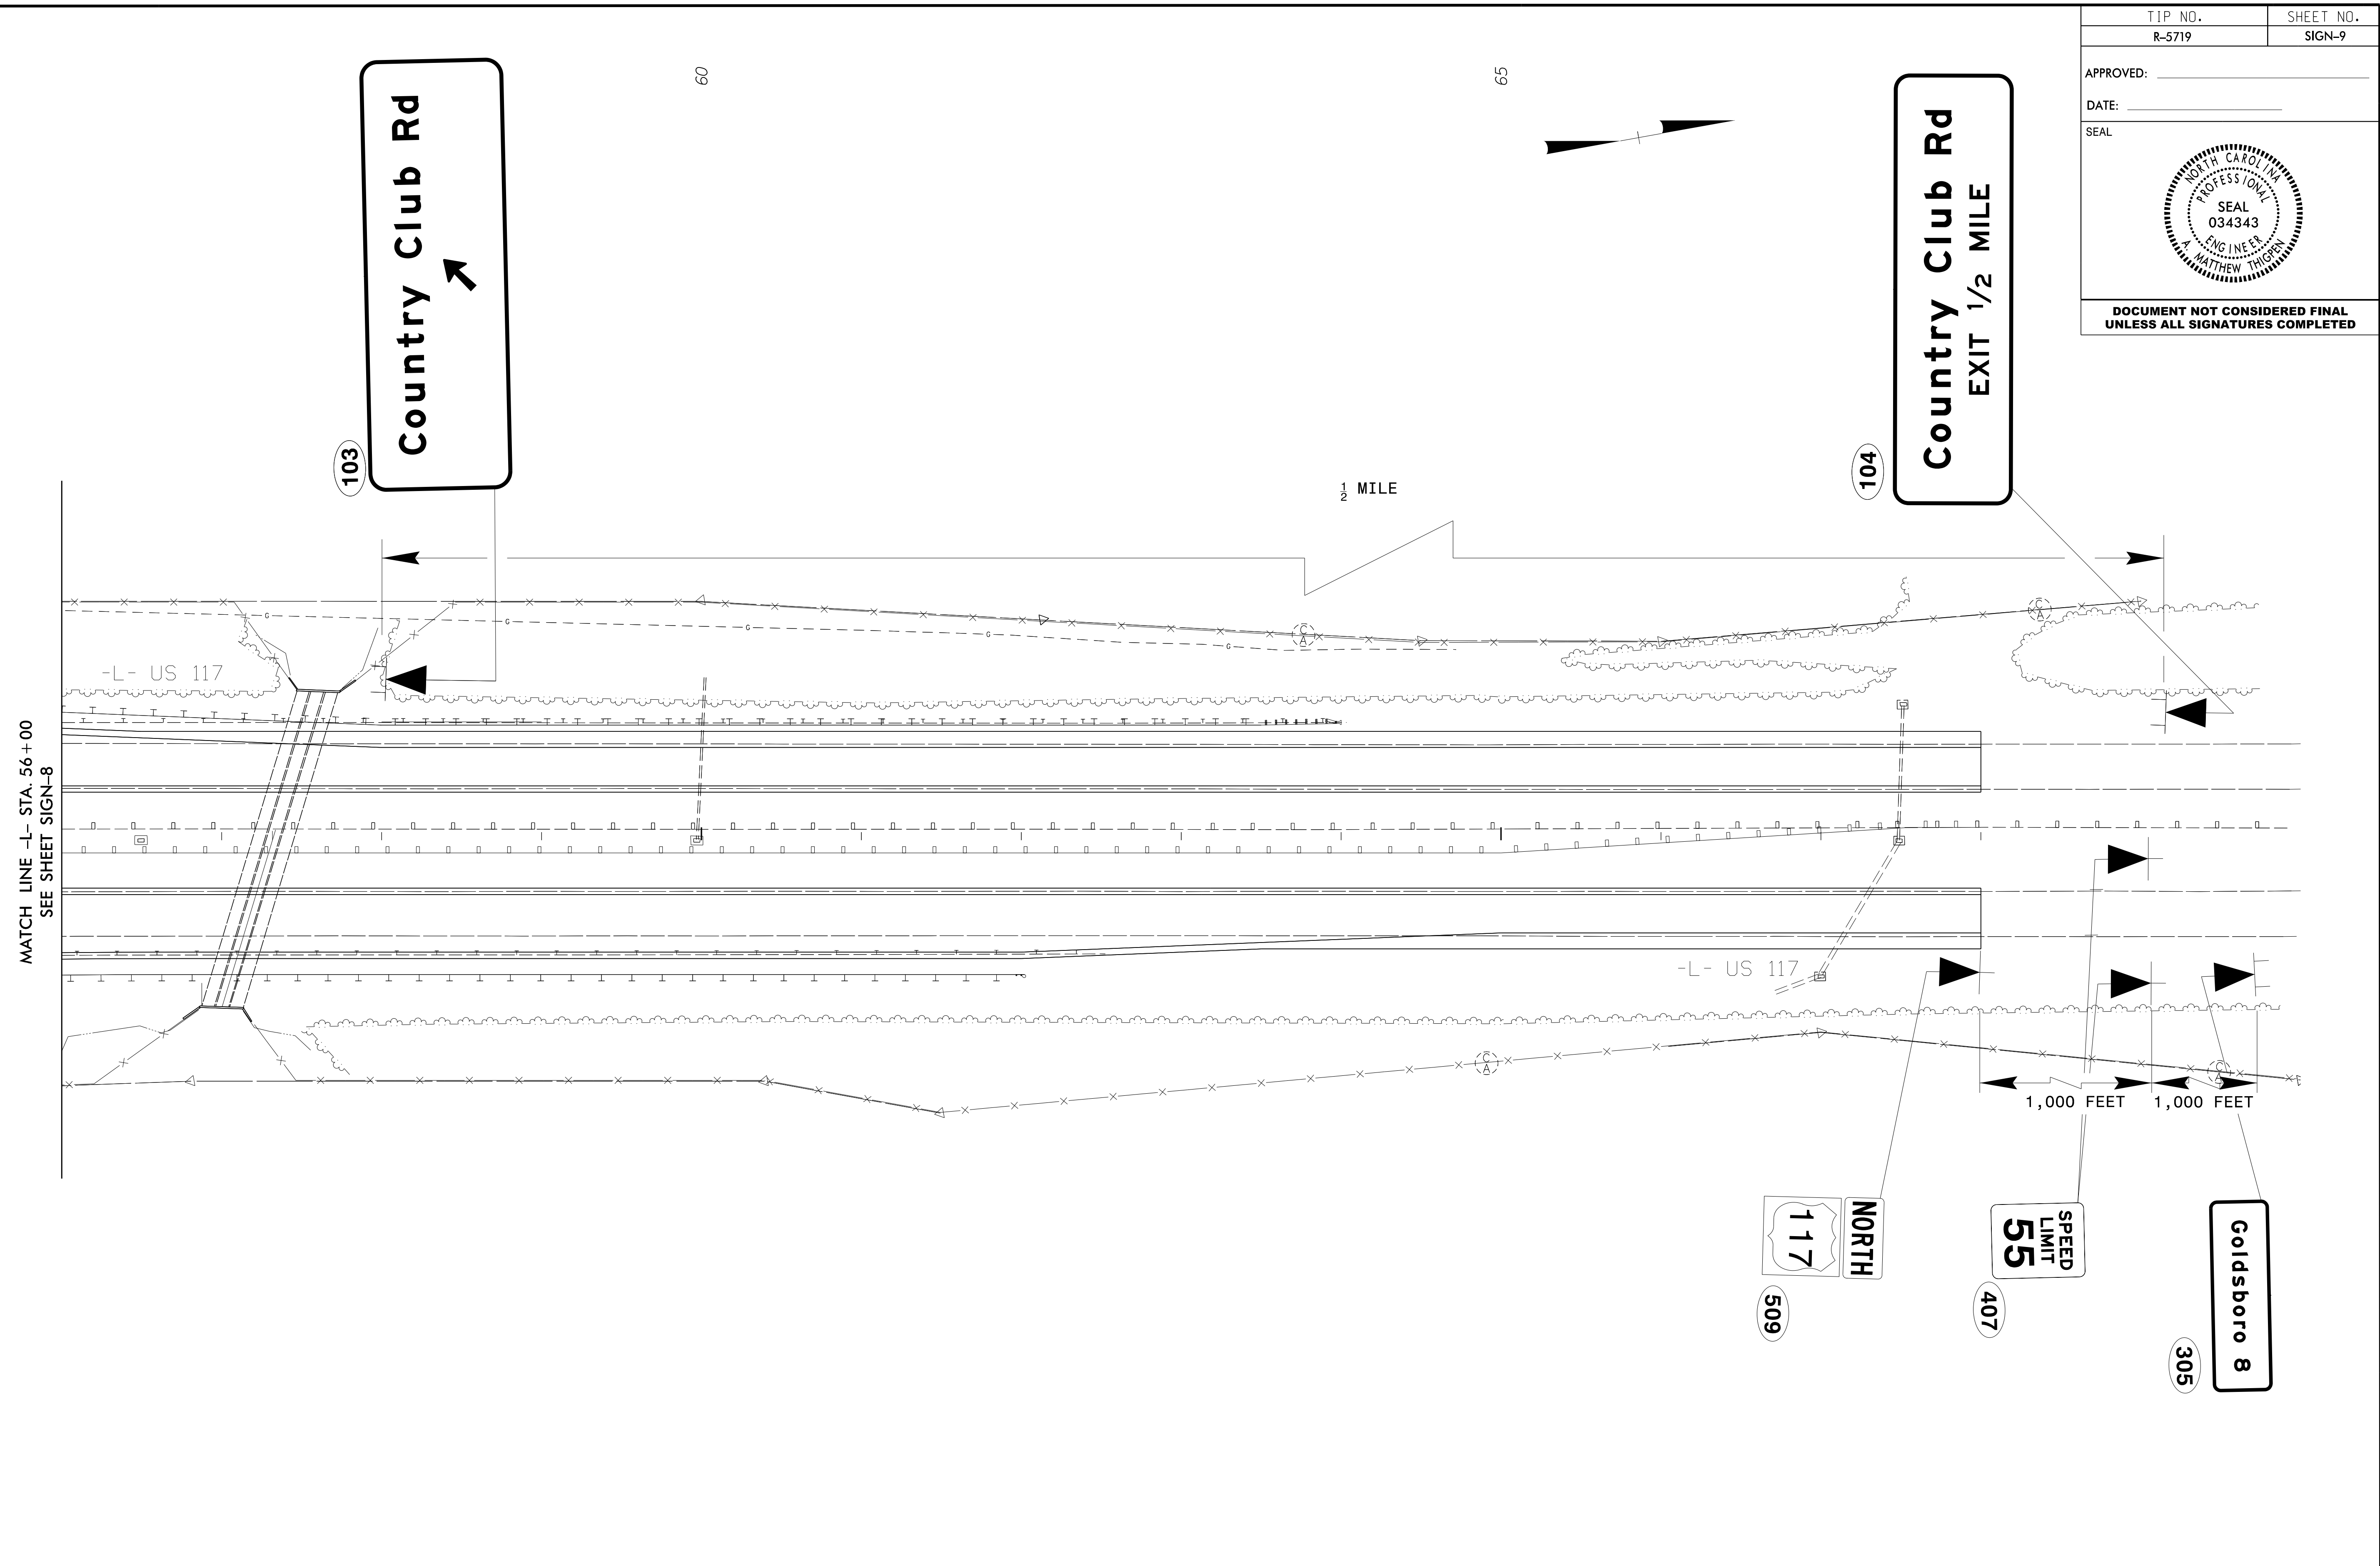 TIP NO.
SHEET NO.
R–5719
SIGN–9
APPROVED:
DATE:
SEAL
NORTH CAROLINA
PROFESSIONAL
SEAL
034343
ENGINEER
A. MATTHEW THIGPEN
DOCUMENT NOT CONSIDERED FINAL
UNLESS ALL SIGNATURES COMPLETED
60
65
Country Club Rd
103
Country Club Rd
EXIT 1/2 MILE
104
1/2 MILE
G
G
G
G
G
C
A
C
A
-L- US 117
MATCH LINE –L– STA. 56+00
SEE SHEET SIGN–8
-L- US 117
C
A
C
A
1,000 FEET
1,000 FEET
NORTH
117
509
SPEED
LIMIT
55
407
Goldsboro 8
305